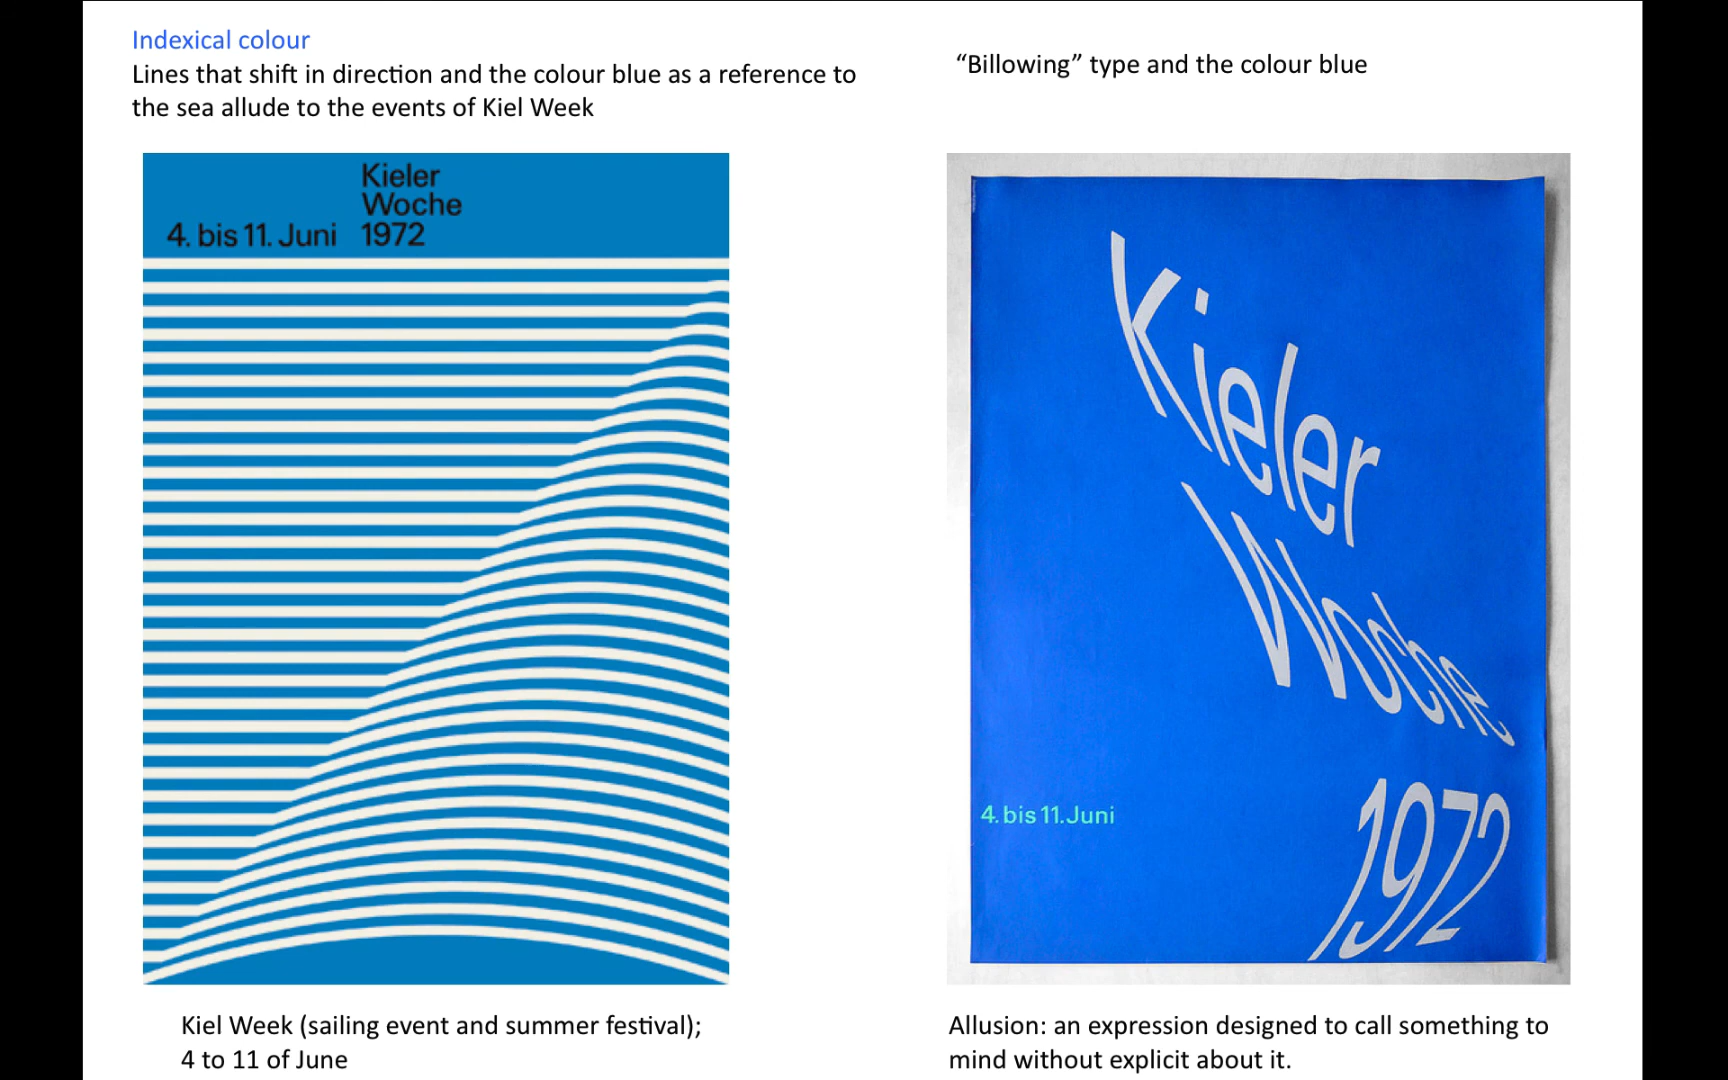 Indexical colour
Lines that shift in direction and the colour blue as a reference to
the sea allude to the events of Kiel Week
“Billowing” type and the colour blue
Kieler
Woche
4. bis 11. Juni 1972
Kieler
Woche
1972
4. bis 11.Juni
Kiel Week (sailing event and summer festival);
4 to 11 of June
Allusion: an expression designed to call something to
mind without explicit about it.